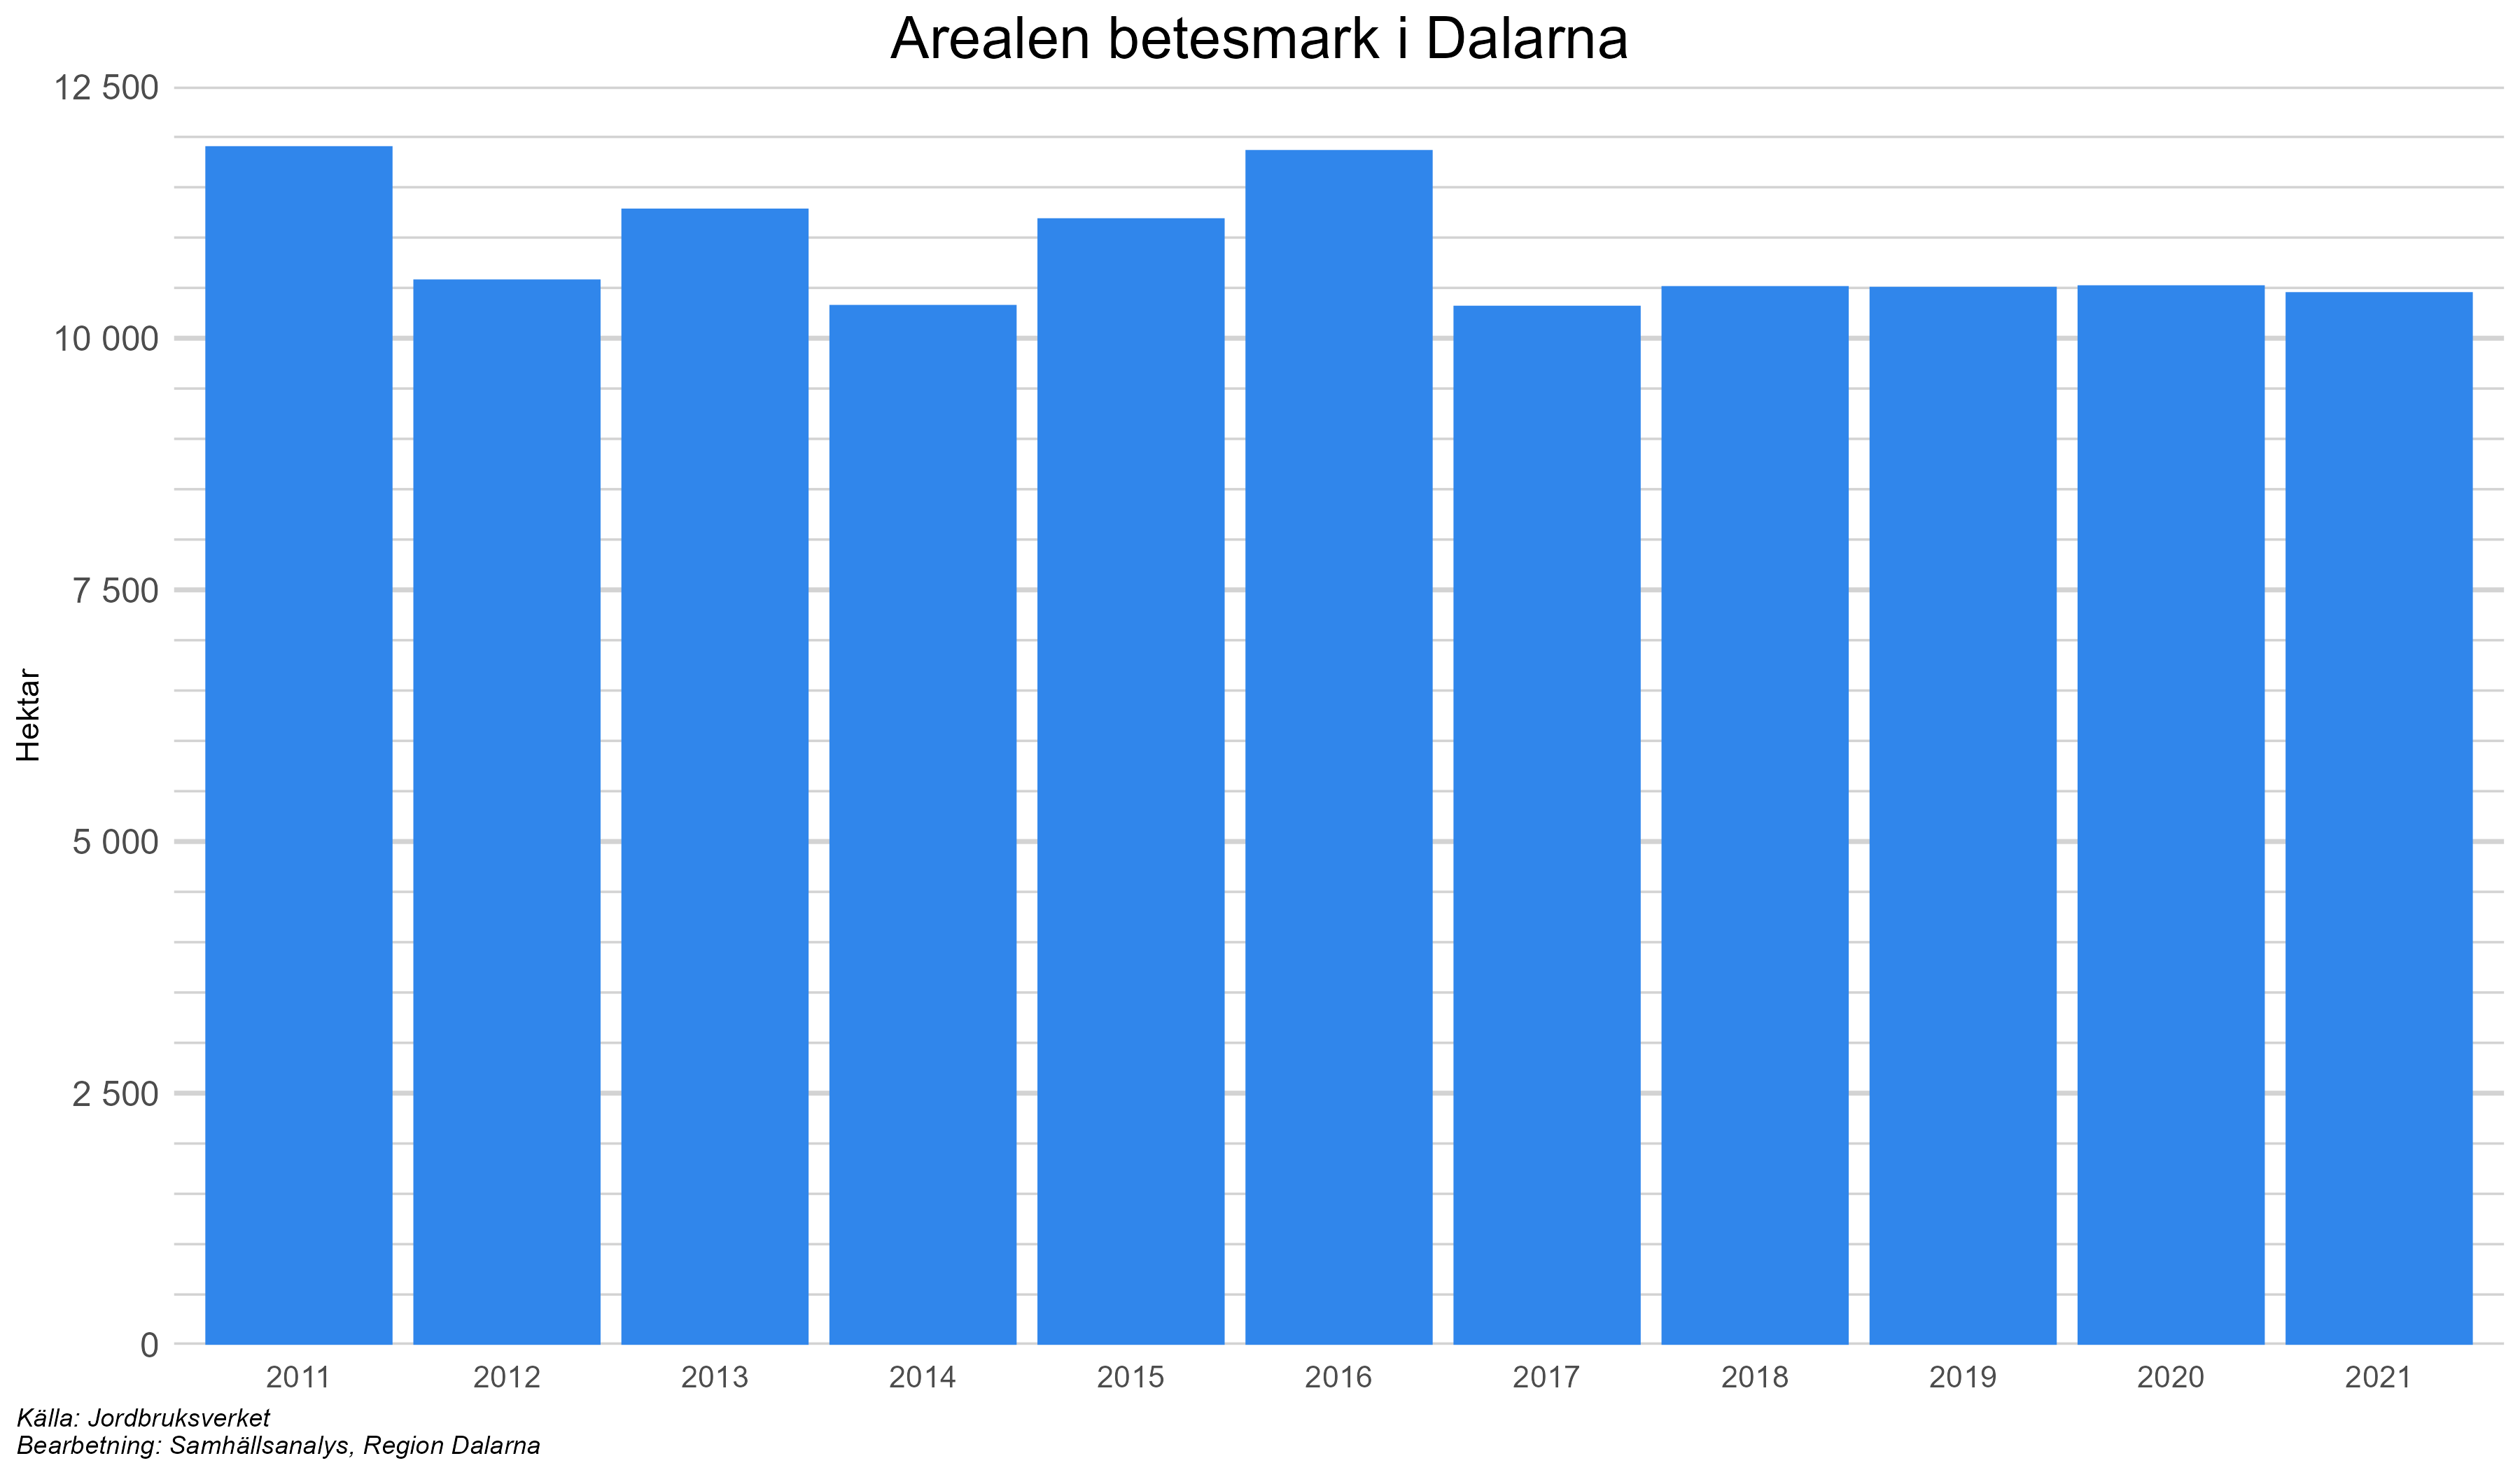 Arealen betesmark i Dalarna
12 500
10 000
7 500
5 000
2 500
0
Hektar
2011 2012 2013 2014 2015 2016 2017 2018 2019 2020 2021
Källa: Jordbruksverket
Bearbetning: Samhällsanalys, Region Dalarna